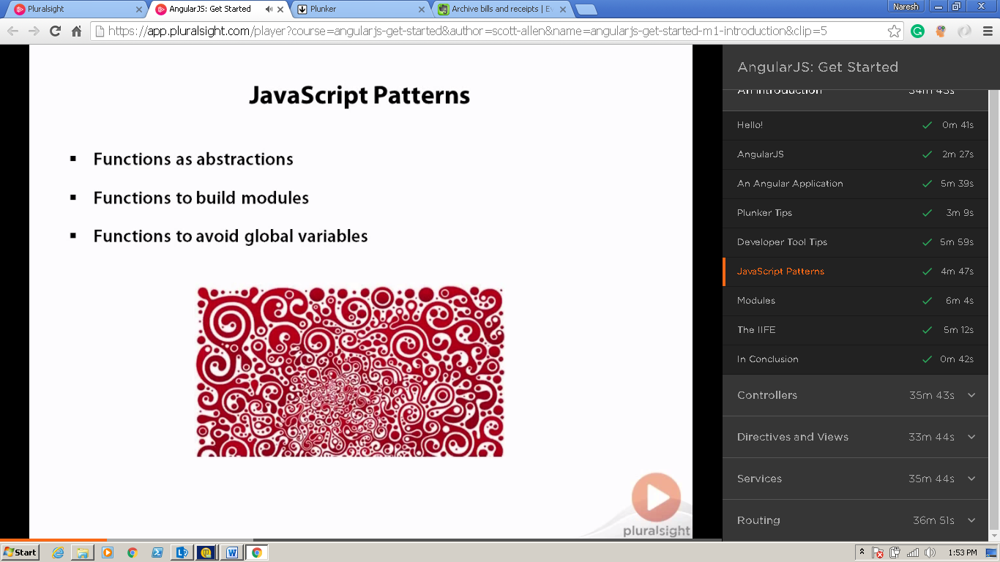 Pluralsight
AngularJS: Get Started
Plunker
Archive bills and receipts | Ev
Naresh
https://app.pluralsight.com/player?course=angularjs-get-started&author=scott-allen&name=angularjs-get-started-m1-introduction&clip=5
JavaScript Patterns
▪ Functions as abstractions
▪ Functions to build modules
▪ Functions to avoid global variables
pluralsight
AngularJS: Get Started
An Introduction 34m 43s
Hello! 0m 41s
AngularJS 2m 27s
An Angular Application 5m 39s
Plunker Tips 3m 9s
Developer Tool Tips 5m 59s
JavaScript Patterns 4m 47s
Modules 6m 4s
The IIFE 5m 12s
In Conclusion 0m 42s
Controllers 35m 43s
Directives and Views 33m 44s
Services 35m 44s
Routing 36m 51s
Start
1:53 PM